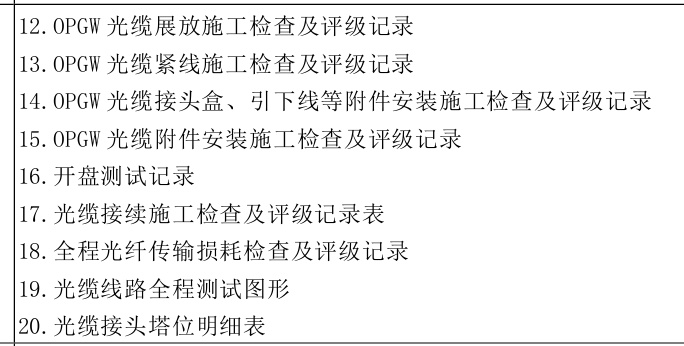 12.OPGW 光缆展放施工检查及评级记录
13.OPGW 光缆紧线施工检查及评级记录
14.OPGW 光缆接头盒、引下线等附件安装施工检查及评级记录
15.OPGW 光缆附件安装施工检查及评级记录
16.开盘测试记录
17.光缆接续施工检查及评级记录表
18.全程光纤传输损耗检查及评级记录
19.光缆线路全程测试图形
20.光缆接头塔位明细表